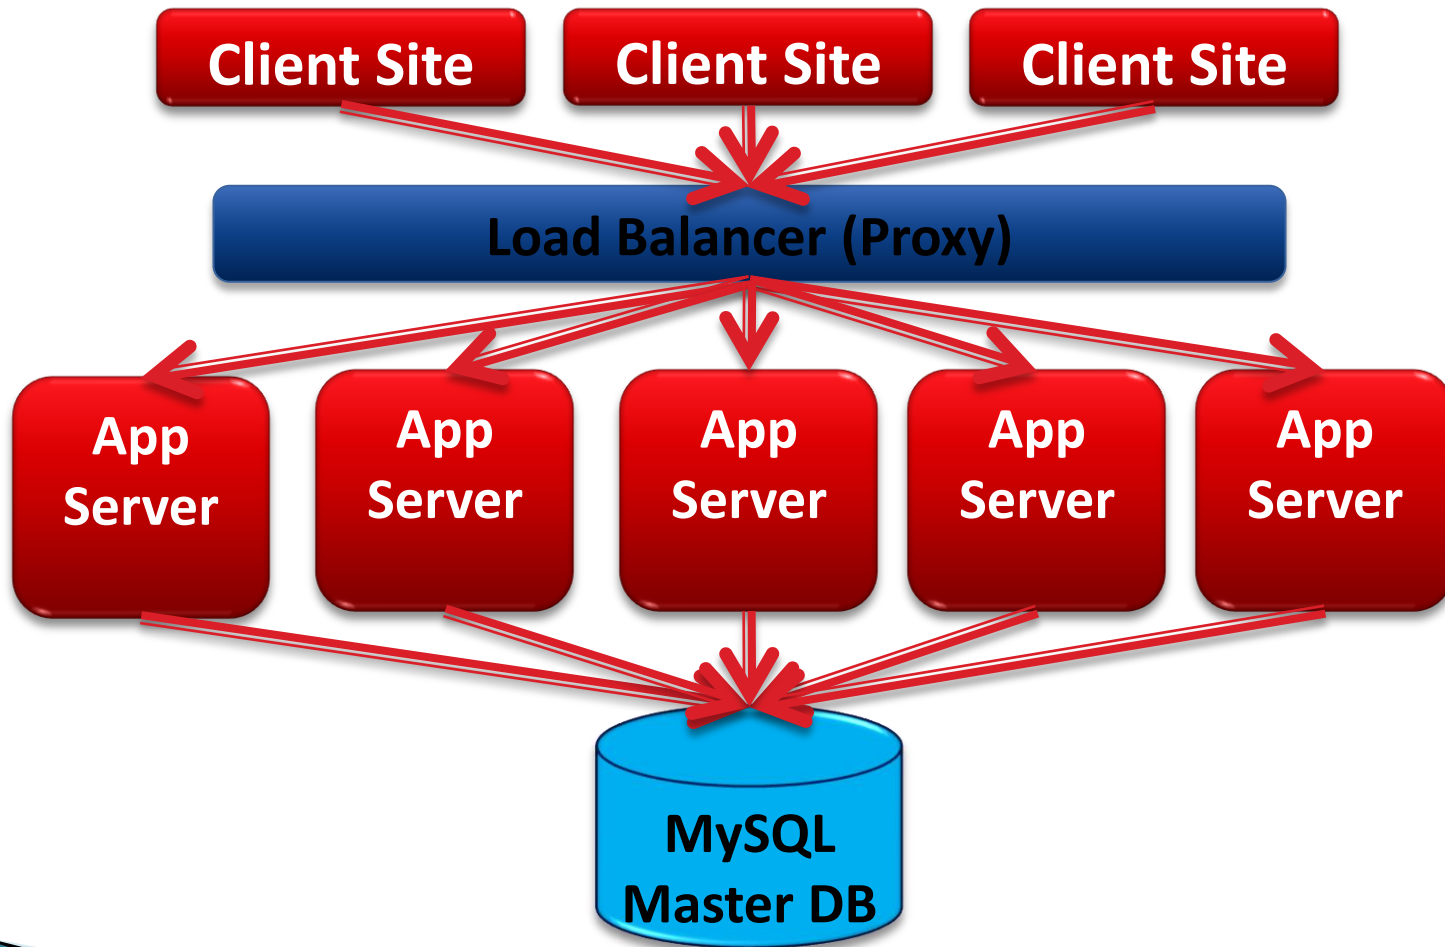 Client Site
Client Site
Client Site
Load Balancer (Proxy)
App
Server
App
Server
App
Server
App
Server
App
Server
MySQL
Master DB